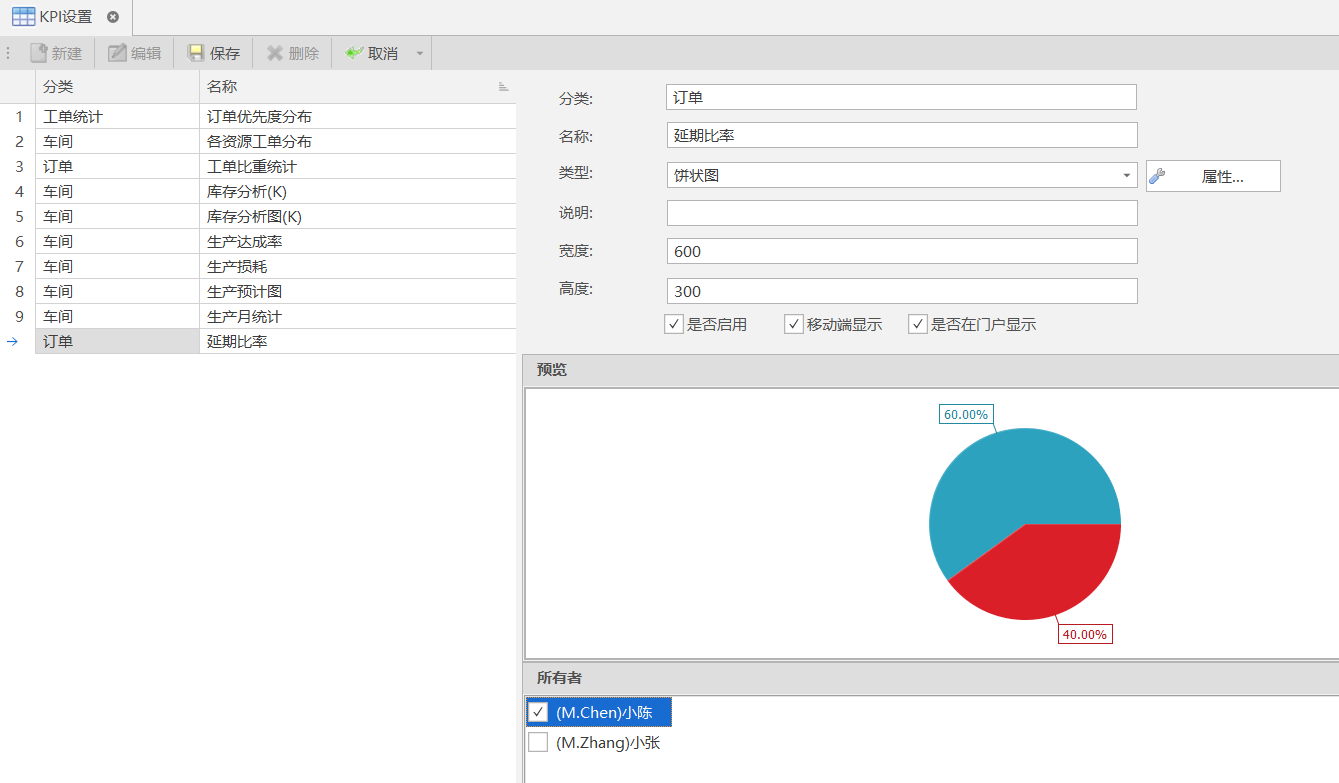 KPI设置
新建 编辑 保存 删除 取消
分类 名称
1 工单统计 订单优先度分布
2 车间 各资源工单分布
3 订单 工单比重统计
4 车间 库存分析(K)
5 车间 库存分析图(K)
6 车间 生产达成率
7 车间 生产损耗
8 车间 生产预计图
9 车间 生产月统计
订单 延期比率
分类: 订单
名称: 延期比率
类型: 饼状图 属性...
说明:
宽度: 600
高度: 300
是否启用 移动端显示 是否在门户显示
预览
60.00%
40.00%
所有者
(M.Chen)小陈
(M.Zhang)小张